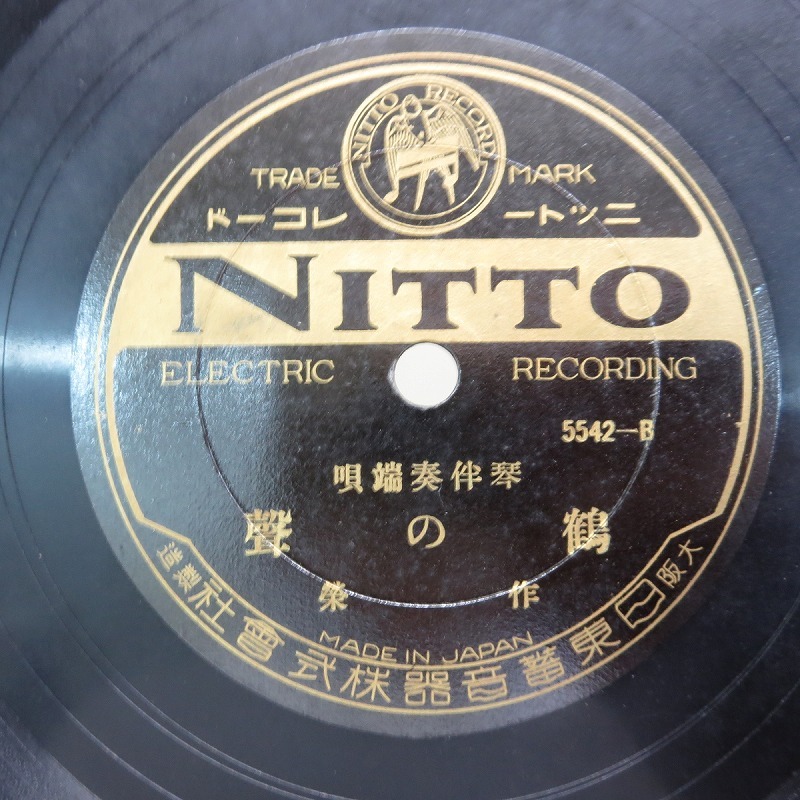 NITTO RECORD
TRADE MARK
ニットーレコード
NITTO
ELECTRIC RECORDING
5542-B
琴伴奏端唄
鶴の聲
作榮
MADE IN JAPAN
大阪日東蓄音器株式會社製造